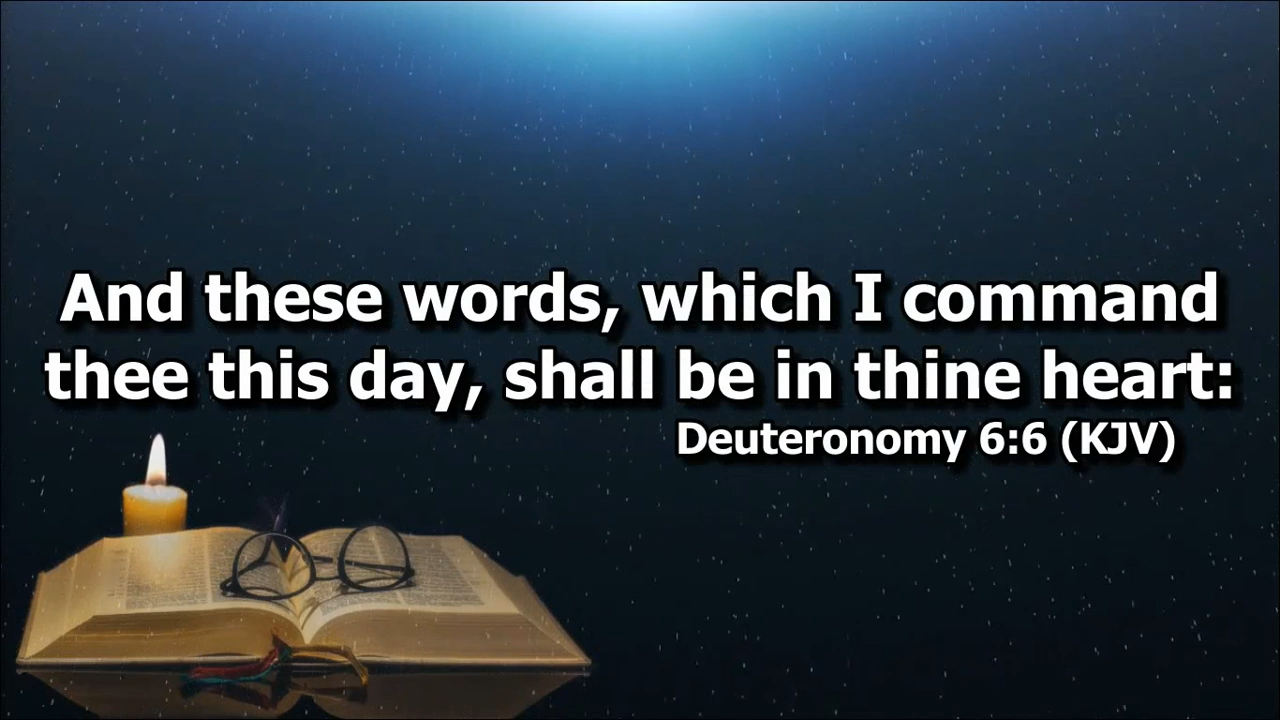 And these words, which I command
thee this day, shall be in thine heart:
Deuteronomy 6:6 (KJV)